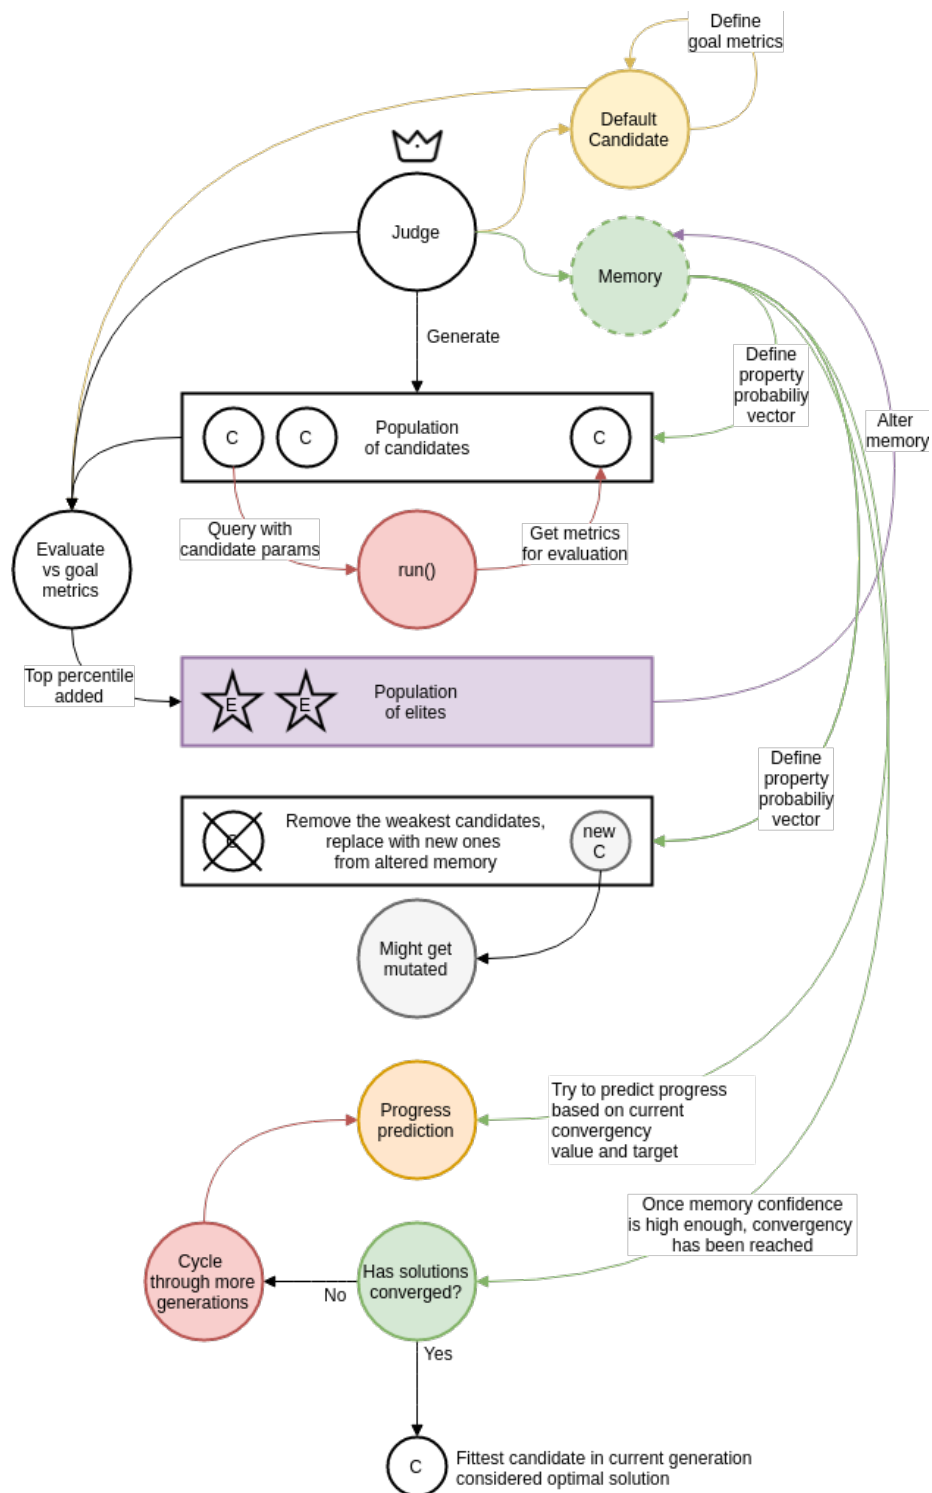 Define
goal metrics
Default
Candidate
Judge
Memory
Generate
Define
property
probabiliy
vector
Alter
memory
C
C
Population
of candidates
C
Query with
candidate params
run()
Get metrics
for evaluation
Evaluate
vs goal
metrics
Top percentile
added
E
E
Population
of elites
Define
property
probabiliy
vector
C
Remove the weakest candidates,
replace with new ones
from altered memory
new
C
Might get
mutated
Progress
prediction
Try to predict progress
based on current
convergency
value and target
Once memory confidence
is high enough, convergency
has been reached
Cycle
through more
generations
No
Has solutions
converged?
Yes
C
Fittest candidate in current generation
considered optimal solution